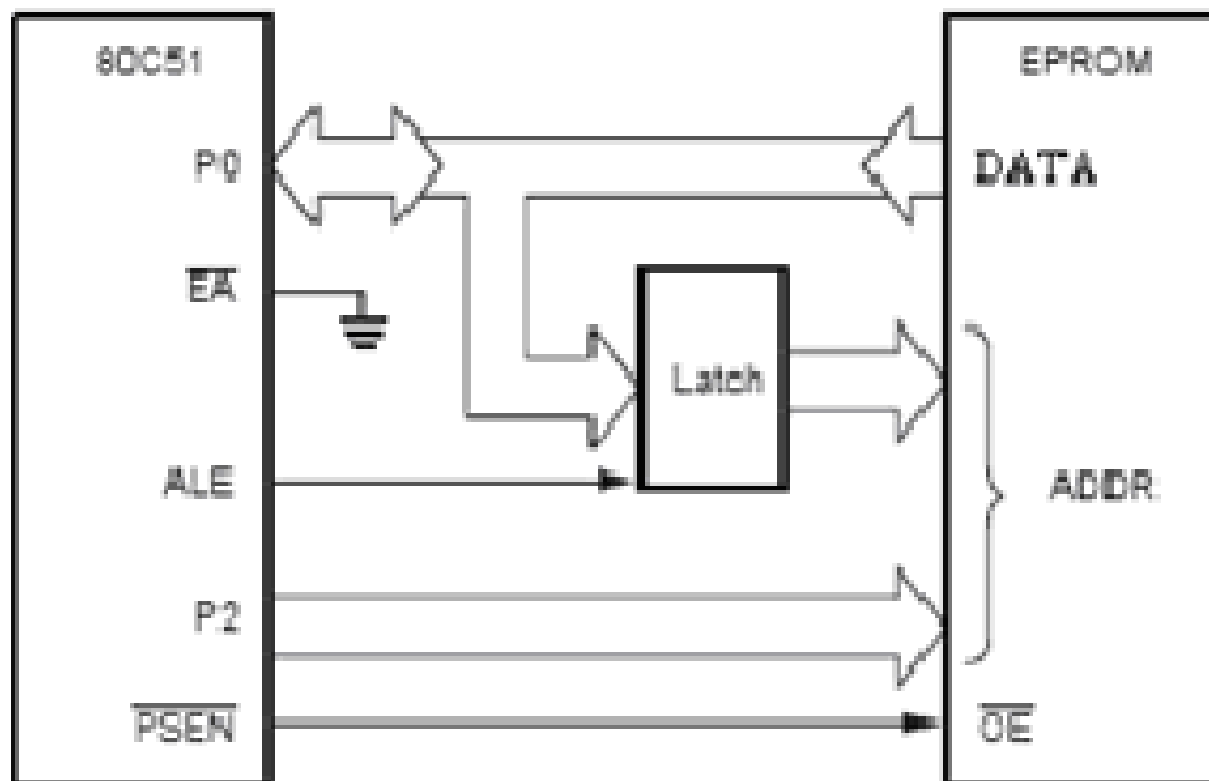 80C51
EPROM
P0
DATA
EA
Latch
ALE
ADDR.
P2
PSEN
OE